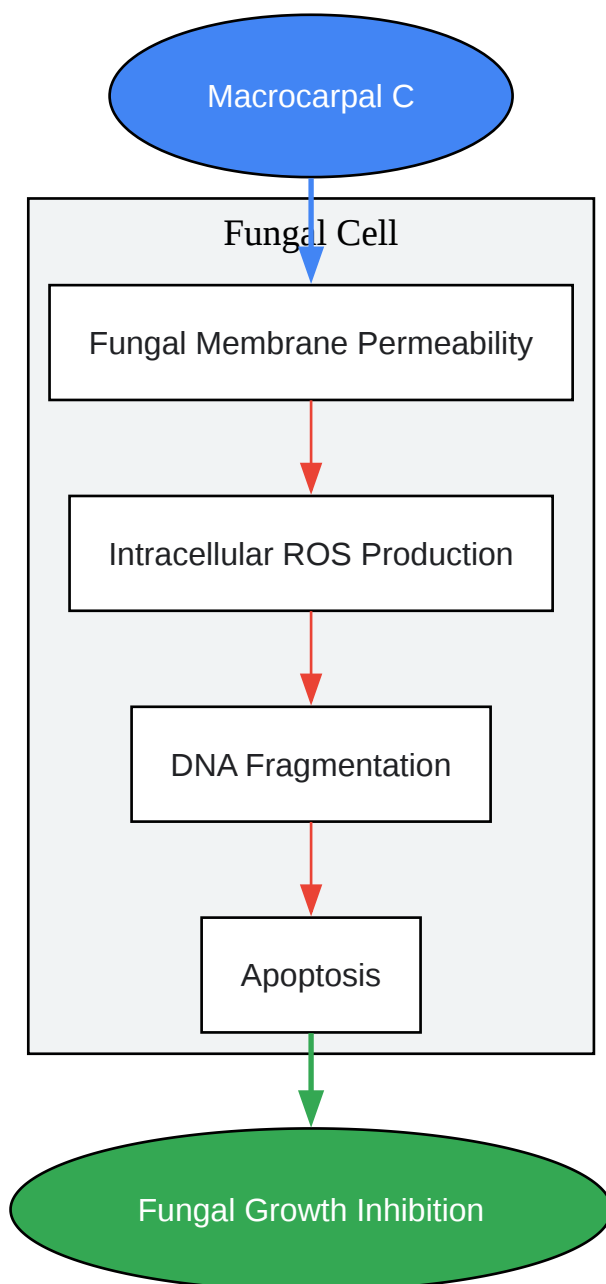 Macrocarpal C
Fungal Cell
Fungal Membrane Permeability
Intracellular ROS Production
DNA Fragmentation
Apoptosis
Fungal Growth Inhibition